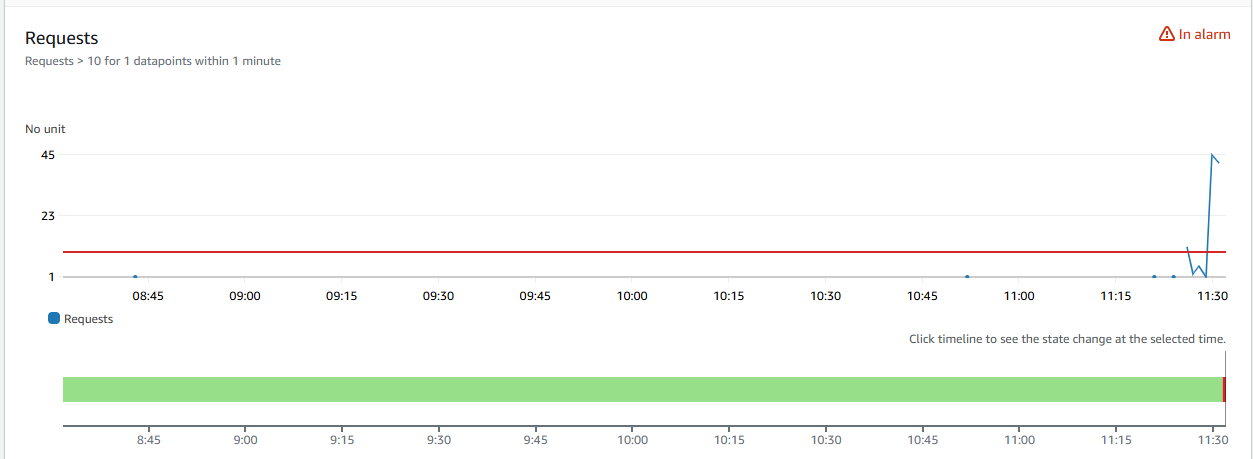 Requests
In alarm
Requests > 10 for 1 datapoints within 1 minute
No unit
45
23
1
08:45 09:00 09:15 09:30 09:45 10:00 10:15 10:30 10:45 11:00 11:15 11:30
Requests
Click timeline to see the state change at the selected time.
8:45 9:00 9:15 9:30 9:45 10:00 10:15 10:30 10:45 11:00 11:15 11:30